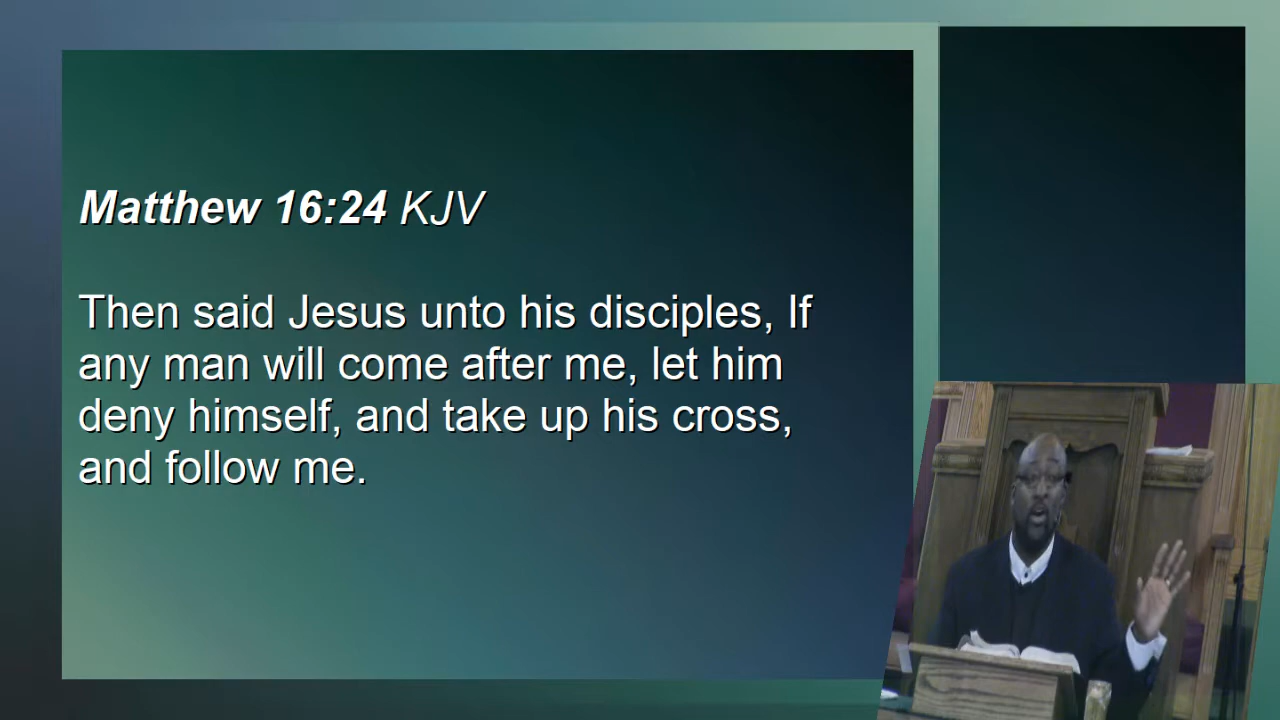 Matthew 16:24 KJV
Then said Jesus unto his disciples, If
any man will come after me, let him
deny himself, and take up his cross,
and follow me.